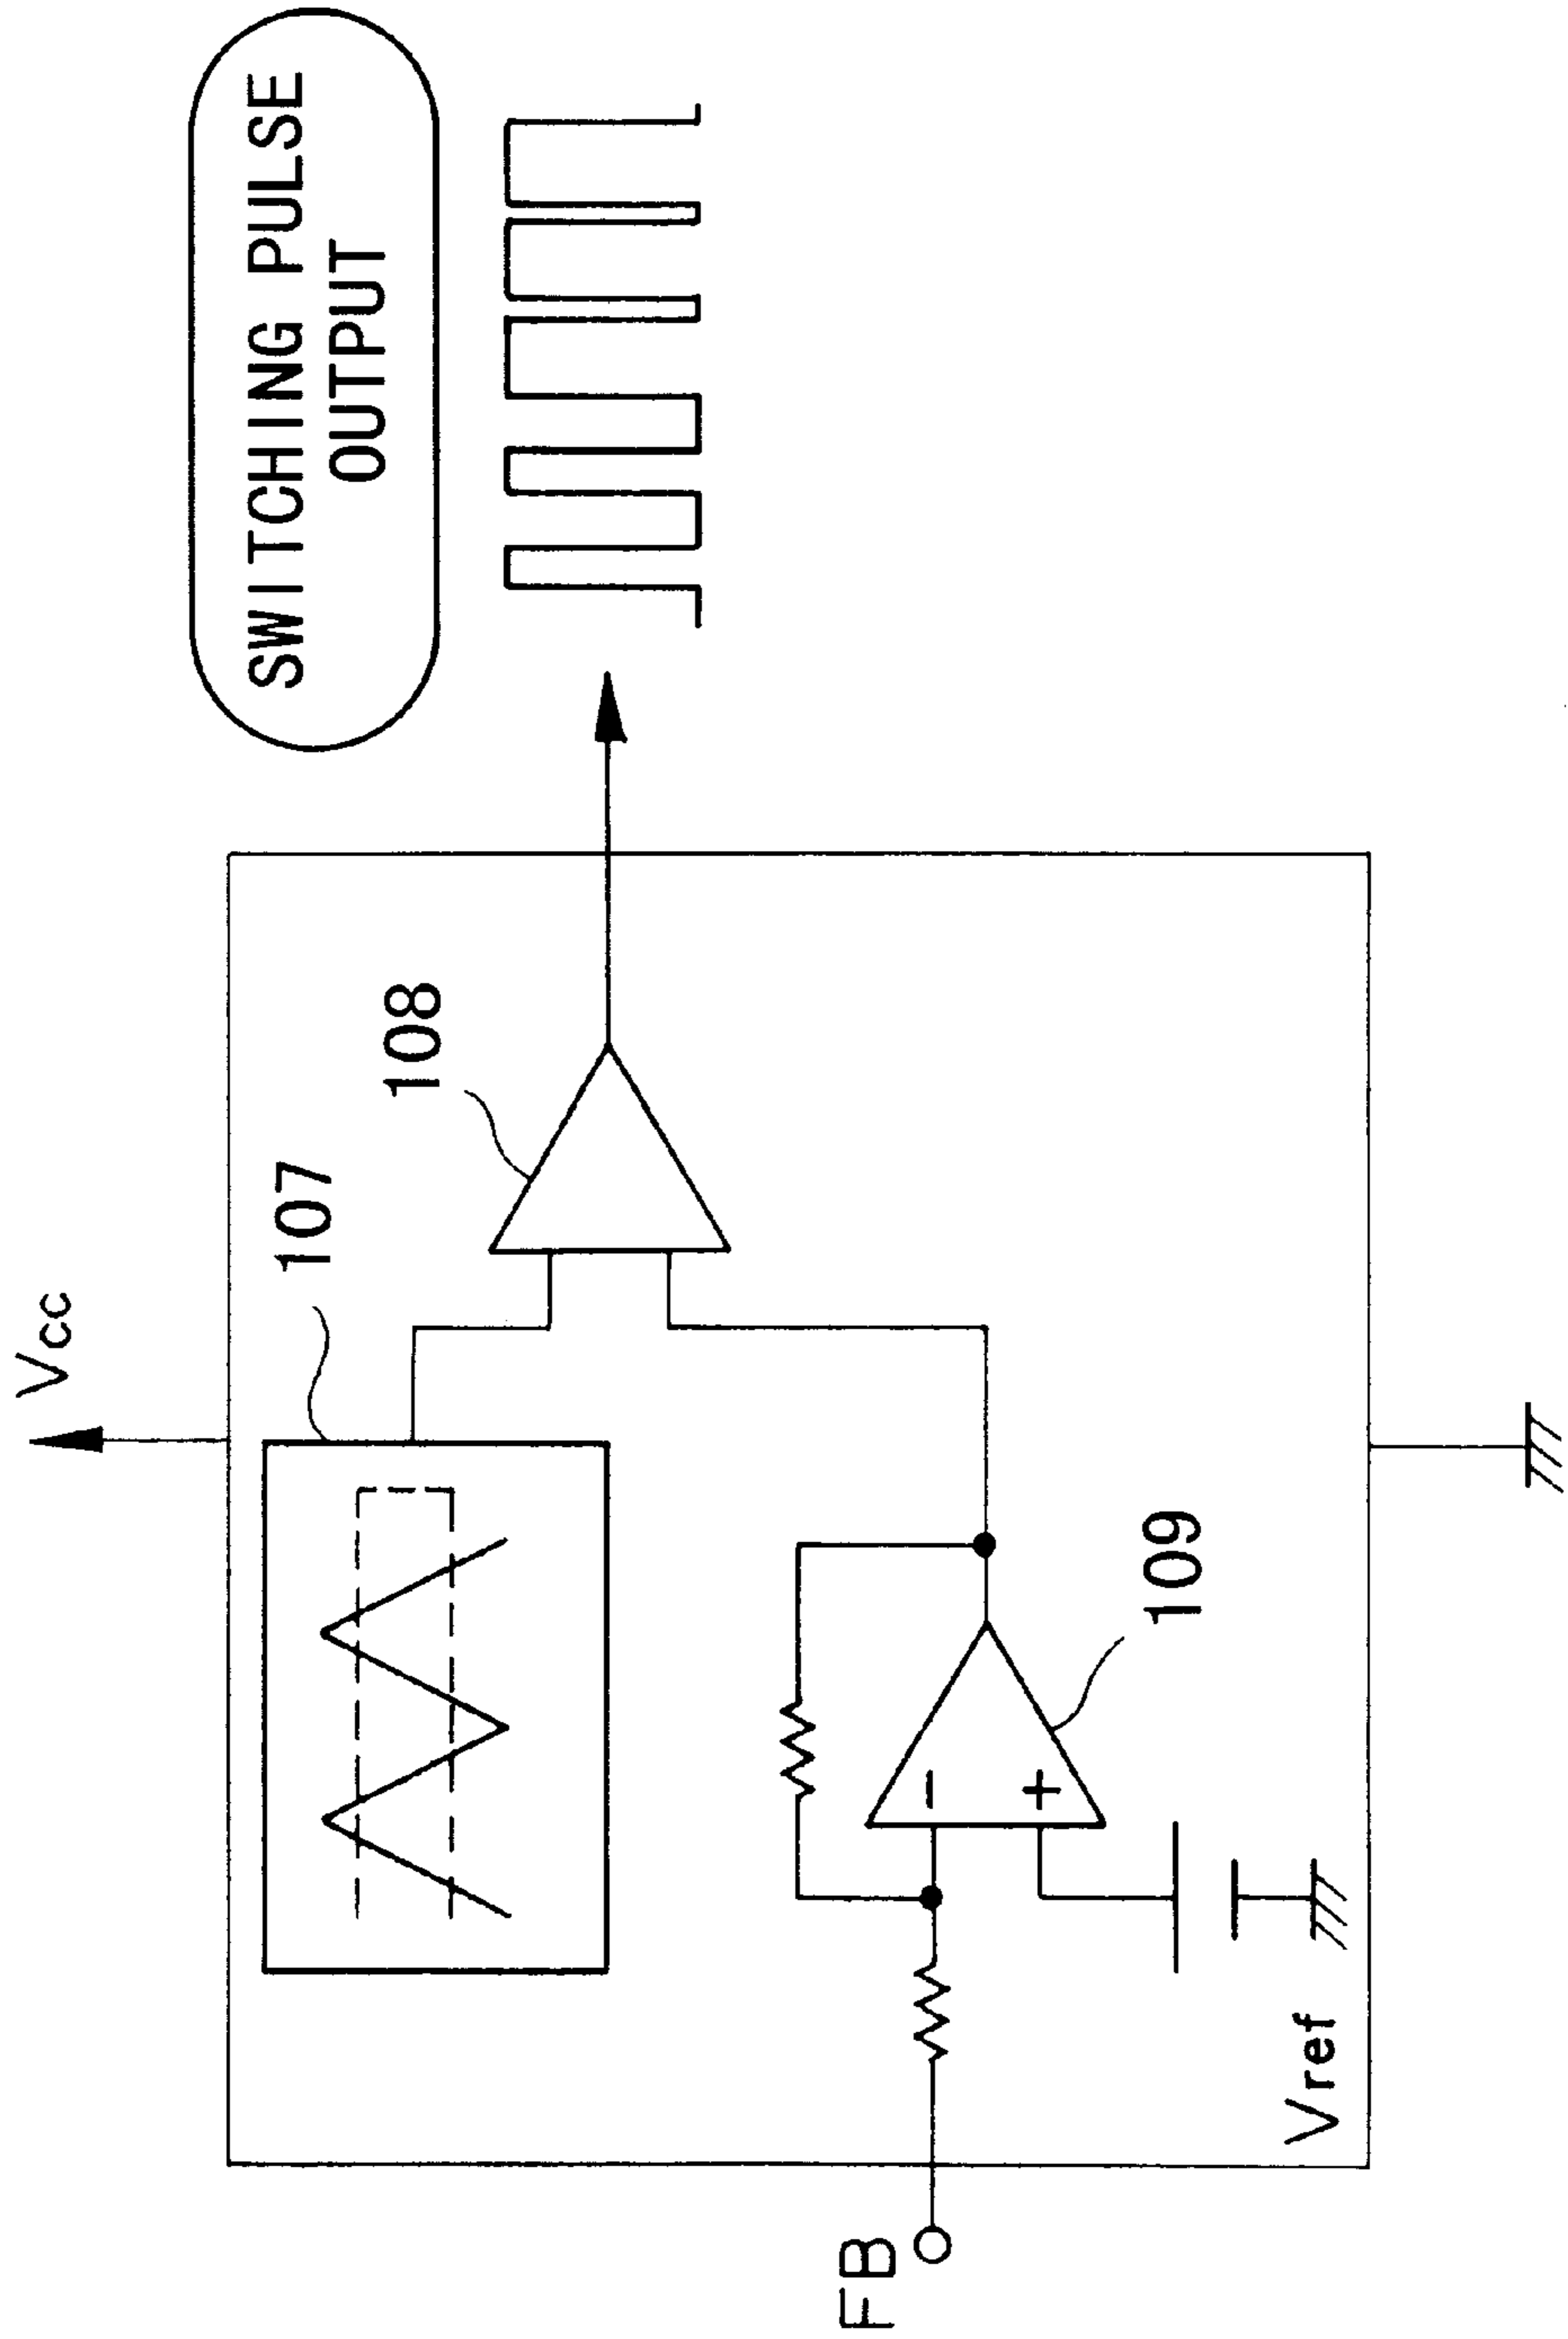 SWITCHING PULSE
OUTPUT
Vcc
107
108
109
FB
Vref
−
+